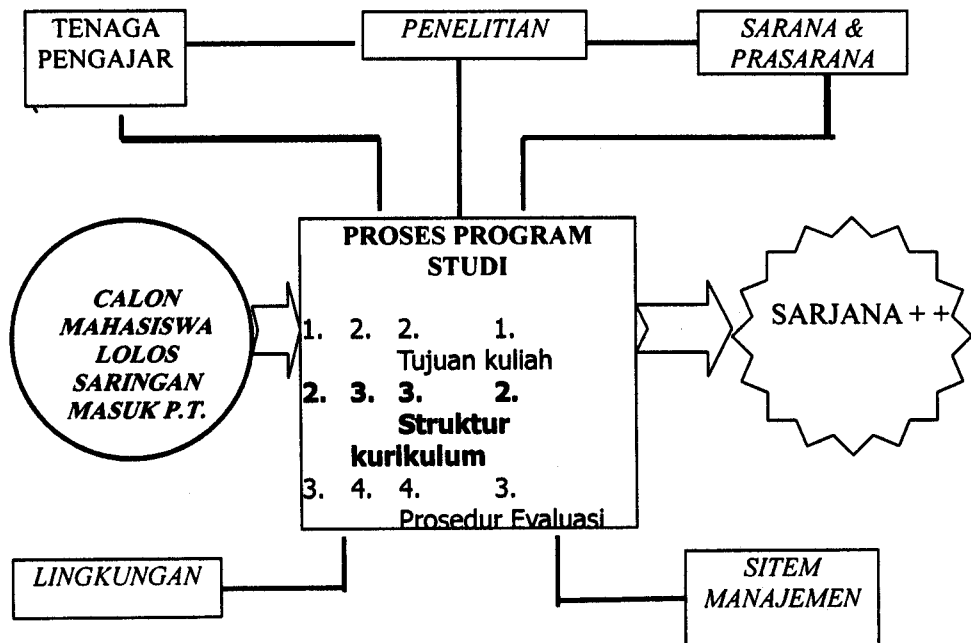 TENAGA
PENGAJAR
PENELITIAN
SARANA &
PRASARANA
CALON
MAHASISWA
LOLOS
SARINGAN
MASUK P.T.
PROSES PROGRAM
STUDI
1. 2. 2. 1.
Tujuan kuliah
2. 3. 3. 2.
Struktur
kurikulum
3. 4. 4. 3.
Prosedur Evaluasi
SARJANA + +
LINGKUNGAN
SITEM
MANAJEMEN